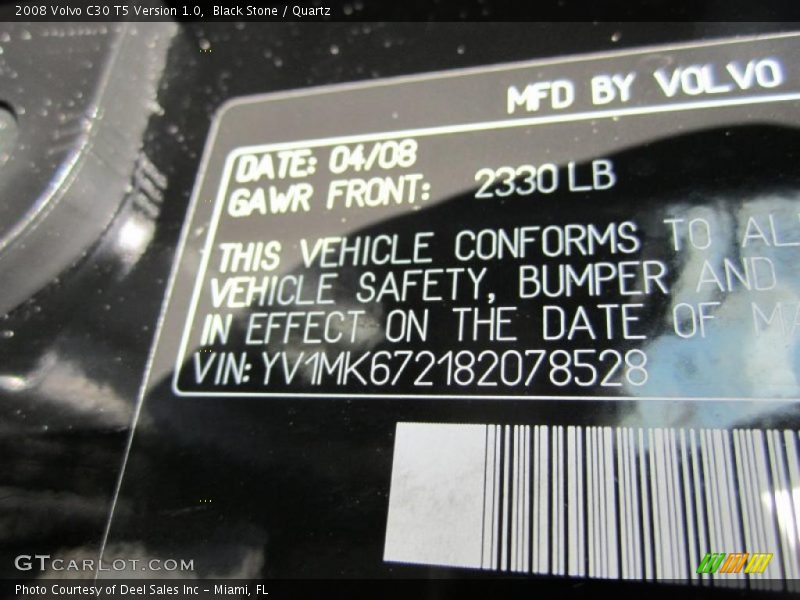 2008 Volvo C30 T5 Version 1.0, Black Stone / Quartz
MFD BY VOLVO
DATE: 04/08
GAWR FRONT: 2330 LB
THIS VEHICLE CONFORMS TO AL
VEHICLE SAFETY, BUMPER AND
IN EFFECT ON THE DATE OF MA
VIN: YV1MK672182078528
GTCARLOT.COM
Photo Courtesy of Deel Sales Inc - Miami, FL